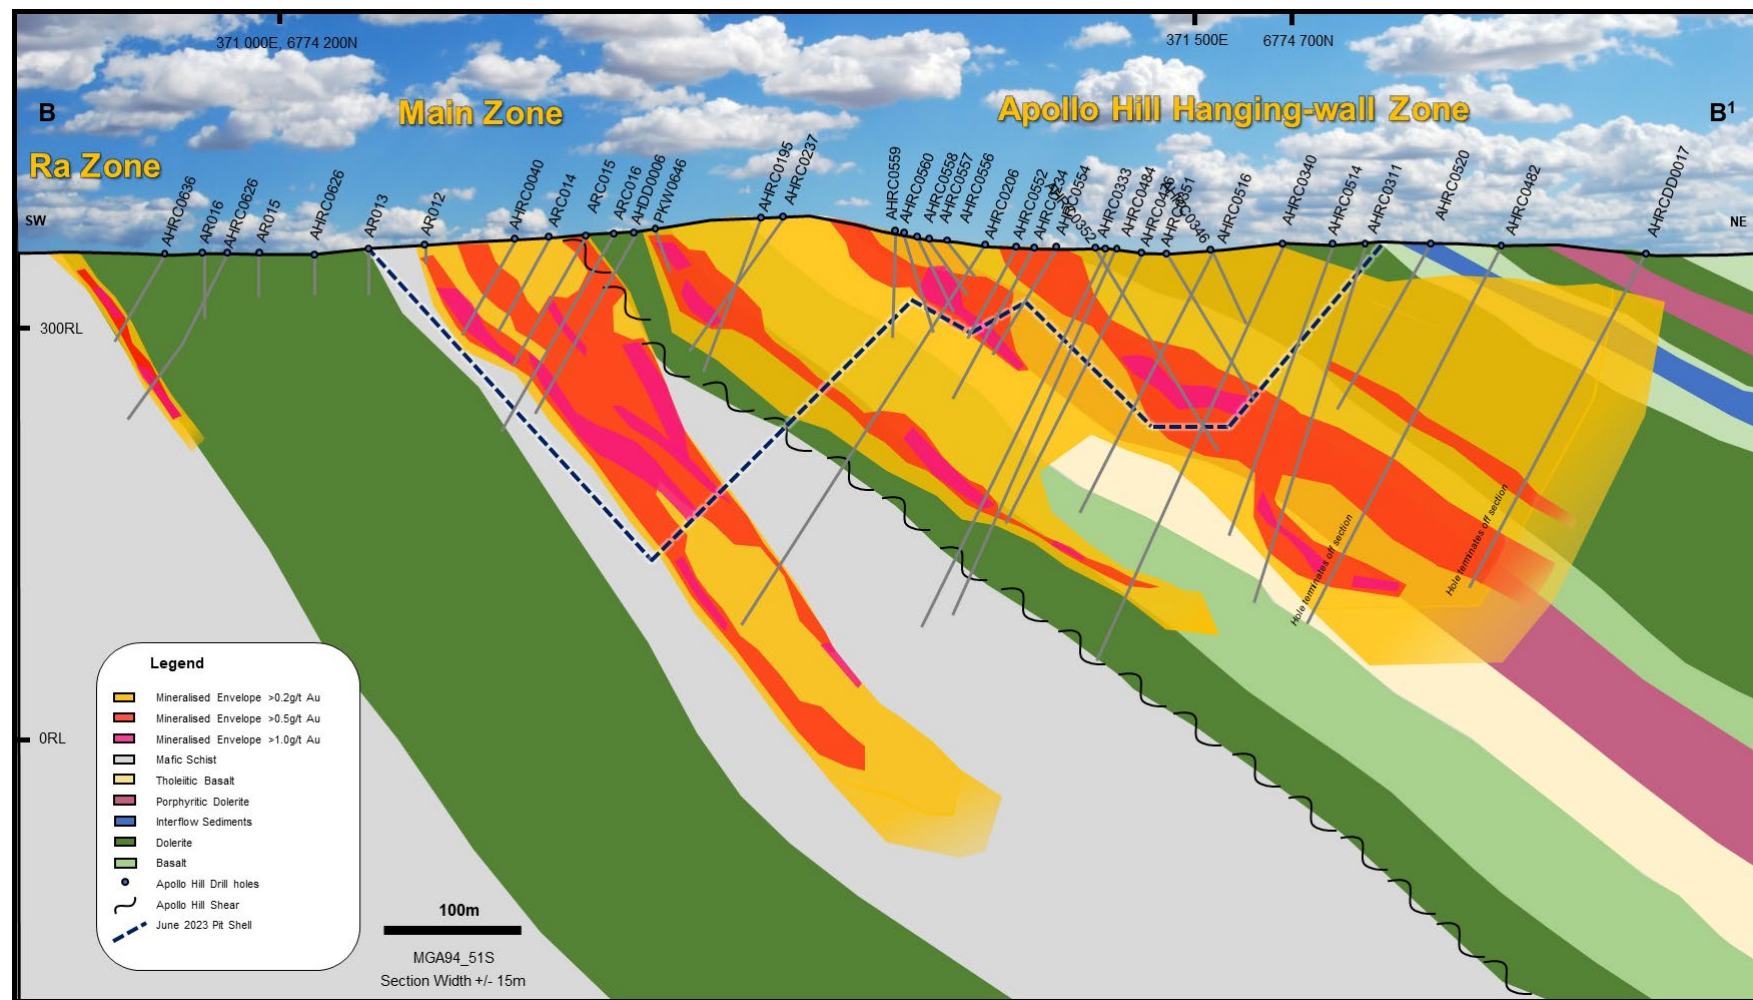 371 000E, 6774 200N
371 500E
6774 700N
B
Main Zone
Apollo Hill Hanging-wall Zone
B1
Ra Zone
SW
NE
AHRC0636
AR016
AHRC0626
AR015
AHRC0626
AR013
AR012
AHRC0040
ARC014
ARC015
ARC016
AHD0006
PKW0646
AHRC0195
AHRC0237
AHRC0559
AHRC0560
AHRC0558
AHRC0557
AHRC0556
AHRC0206
AHRC0552
AHRC0554
AHRC0333
AHRC0484
AHRC0516
AHRC0340
AHRC0514
AHRC0311
AHRC0520
AHRC0482
AHRCDD0017
300RL
0RL
Hole terminates off section
Hole terminates off section
Legend
Mineralised Envelope >0.2g/t Au
Mineralised Envelope >0.5g/t Au
Mineralised Envelope >1.0g/t Au
Mafic Schist
Tholeiitic Basalt
Porphyritic Dolerite
Interflow Sediments
Dolerite
Basalt
Apollo Hill Drill holes
Apollo Hill Shear
June 2023 Pit Shell
100m
MGA94_51S
Section Width +/- 15m